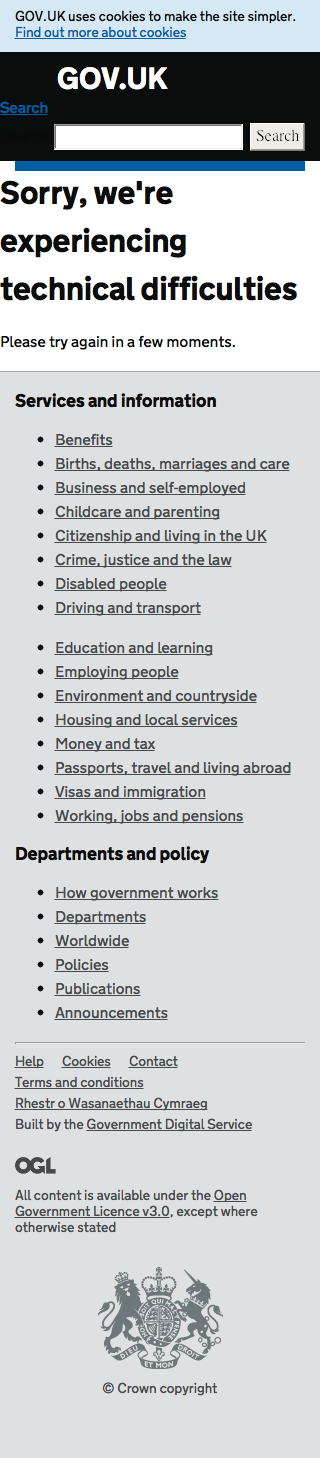 GOV.UK uses cookies to make the site simpler.
Find out more about cookies
GOV.UK
Search
Search
Sorry, we're
experiencing
technical difficulties
Please try again in a few moments.
Services and information
Benefits
Births, deaths, marriages and care
Business and self-employed
Childcare and parenting
Citizenship and living in the UK
Crime, justice and the law
Disabled people
Driving and transport
Education and learning
Employing people
Environment and countryside
Housing and local services
Money and tax
Passports, travel and living abroad
Visas and immigration
Working, jobs and pensions
Departments and policy
How government works
Departments
Worldwide
Policies
Publications
Announcements
Help Cookies Contact
Terms and conditions
Rhestr o Wasanaethau Cymraeg
Built by the Government Digital Service
OGL
All content is available under the Open
Government Licence v3.0, except where
otherwise stated
DIEU ET MON DROIT
© Crown copyright